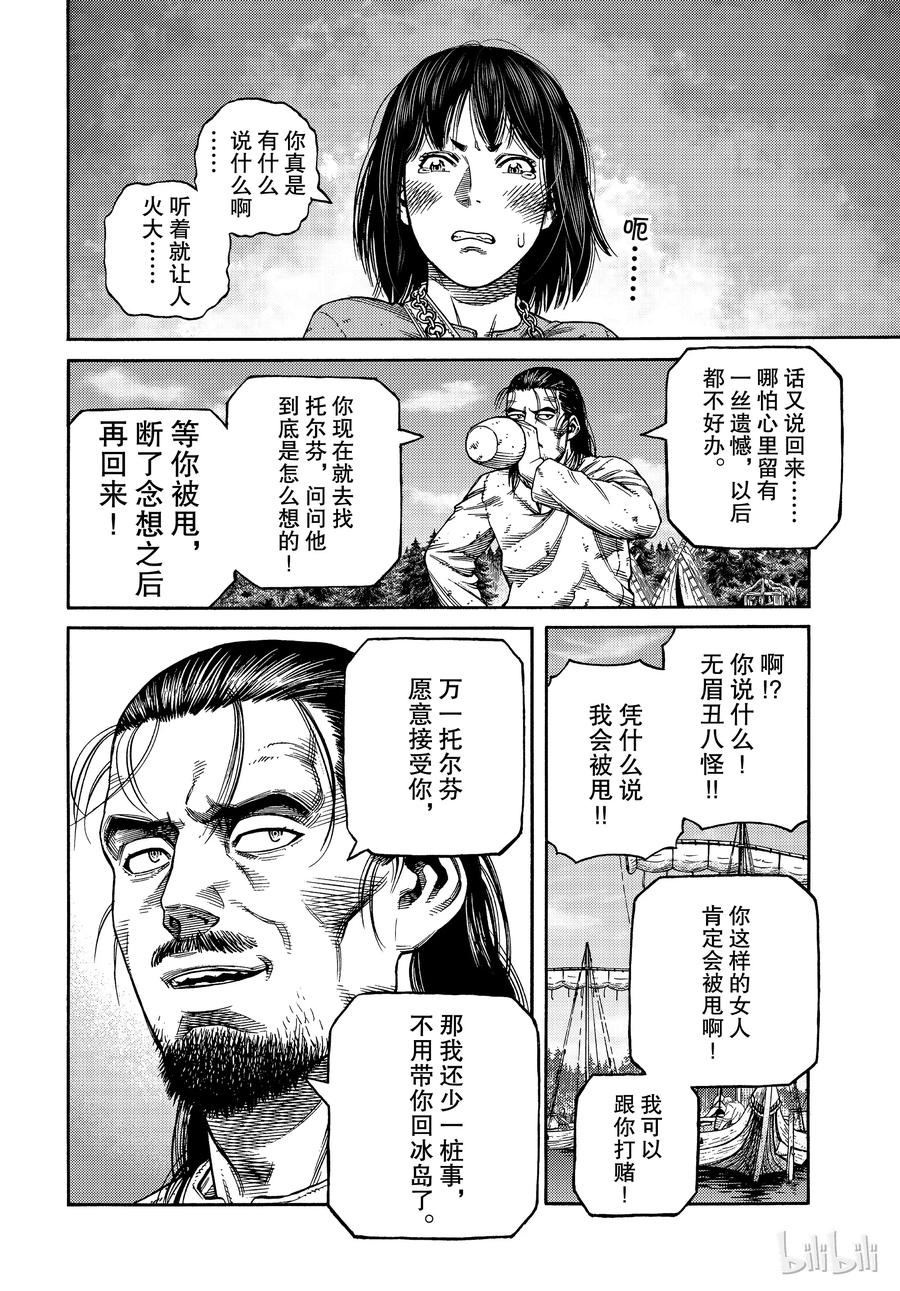 呃……
你真是
有什么
说什么啊
……
听着就让人
火大……
话又说回来……
哪怕心里留有
一丝遗憾，以后
都不好办。
你现在就去找
托尔芬，问问他
到底是怎么想的！
等你被甩，
断了念想之后
再回来！
啊!?
你说什么！
无眉丑八怪!!
凭什么说
我会被甩!!
你这样的女人
肯定会被甩啊！
我可以
跟你打赌！
万一托尔芬
愿意接受你，
那我还少一桩事，
不用带你回冰岛了。
bilibili